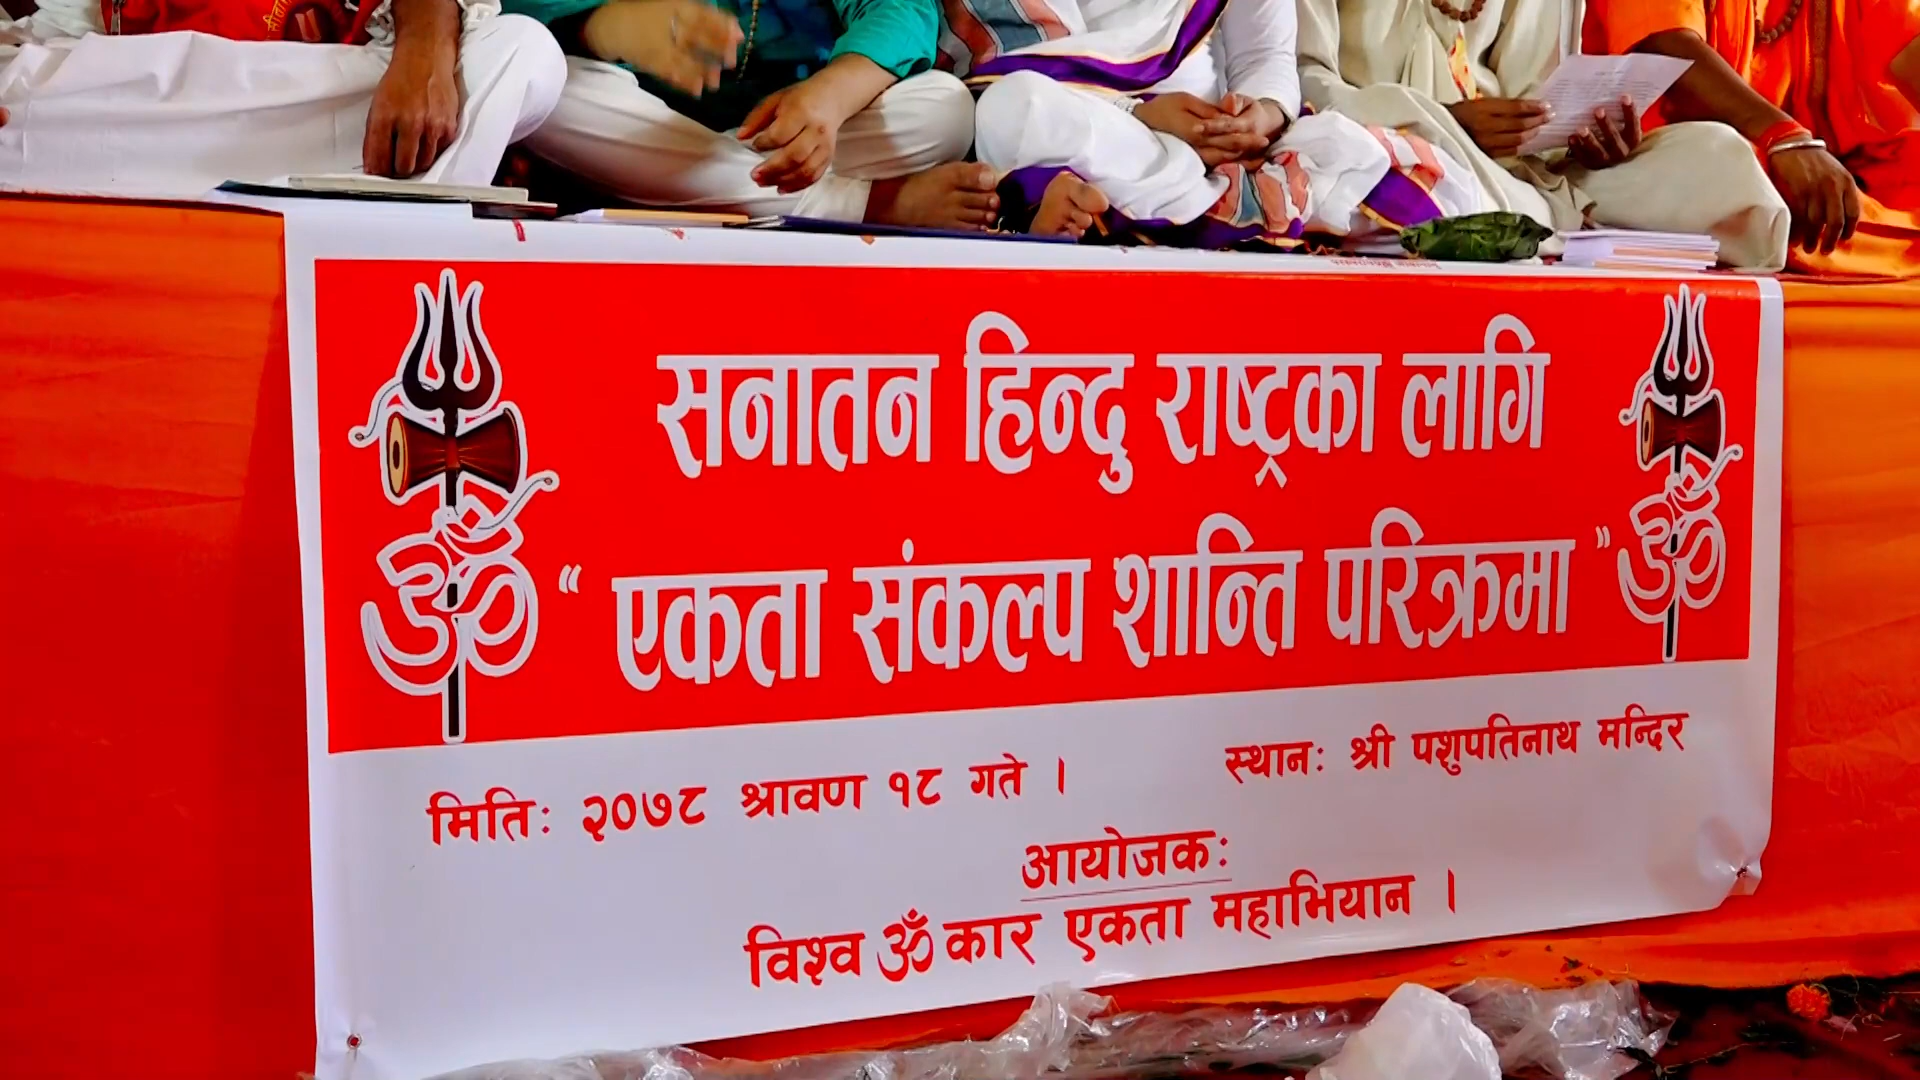 सनातन हिन्दु राष्ट्रका लागि
“ एकता संकल्प शान्ति परिक्रमा ”
मितिः २०७८ श्रावण १८ गते ।
स्थानः श्री पशुपतिनाथ मन्दिर
आयोजकः
विश्व ॐ कार एकता महाभियान ।